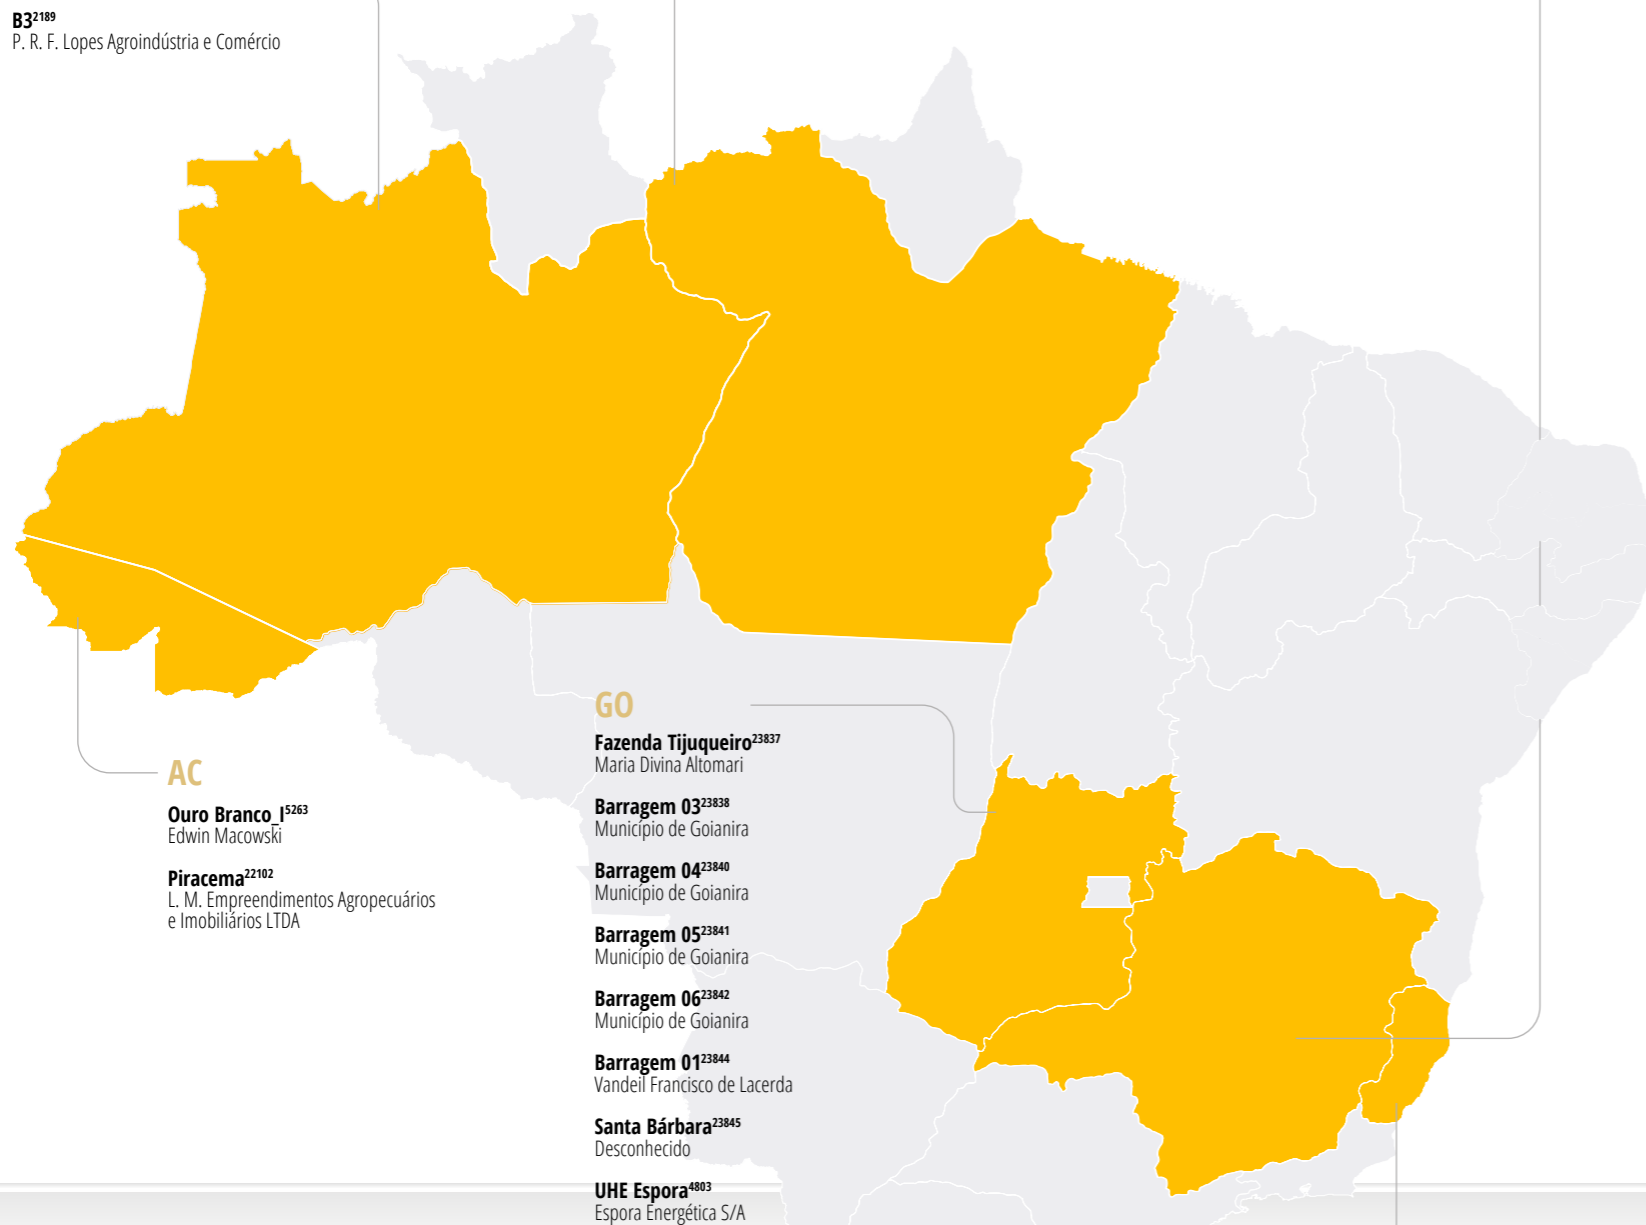 B3²¹⁸⁹
P. R. F. Lopes Agroindústria e Comércio
AC
Ouro Branco_I⁵²⁶³
Edwin Macowski
Piracema²²¹⁰²
L. M. Empreendimentos Agropecuários
e Imobiliários LTDA
GO
Fazenda Tijuqueiro²³⁸³⁷
Maria Divina Altomari
Barragem 03²³⁸³⁸
Município de Goianira
Barragem 04²³⁸⁴⁰
Município de Goianira
Barragem 05²³⁸⁴¹
Município de Goianira
Barragem 06²³⁸⁴²
Município de Goianira
Barragem 01²³⁸⁴⁴
Vandeil Francisco de Lacerda
Santa Bárbara²³⁸⁴⁵
Desconhecido
UHE Espora⁴⁸⁰³
Espora Energética S/A